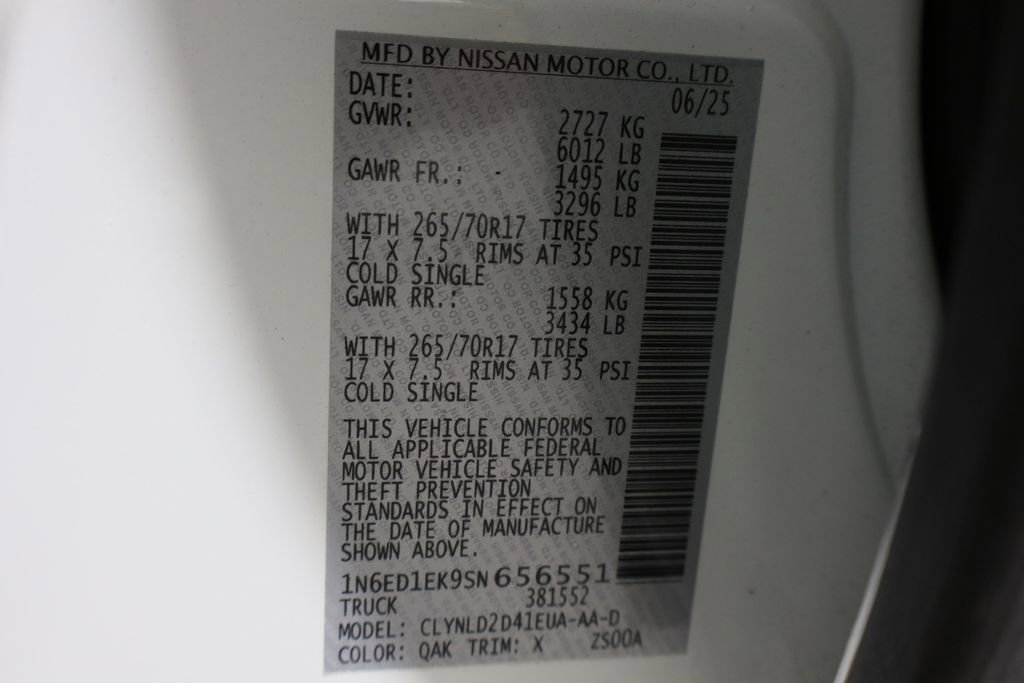 MFD BY NISSAN MOTOR CO., LTD.
DATE: 06/25
GVWR: 2727 KG
6012 LB
GAWR FR.: - 1495 KG
3296 LB
WITH 265/70R17 TIRES
17 X 7.5 RIMS AT 35 PSI
COLD SINGLE
GAWR RR.: 1558 KG
3434 LB
WITH 265/70R17 TIRES
17 X 7.5 RIMS AT 35 PSI
COLD SINGLE
THIS VEHICLE CONFORMS TO
ALL APPLICABLE FEDERAL
MOTOR VEHICLE SAFETY AND
THEFT PREVENTION
STANDARDS IN EFFECT ON
THE DATE OF MANUFACTURE
SHOWN ABOVE.
1N6ED1EK9SN656551
TRUCK 381552
MODEL: CLYNLD2D41EUA-AA-D
COLOR: QAK TRIM: X ZS00A